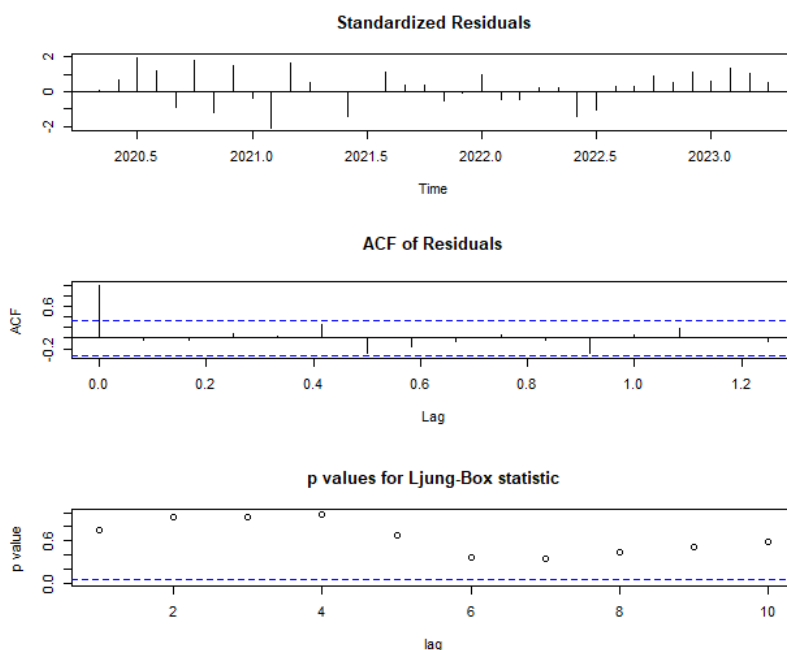 Standardized Residuals
2
0
-2
2020.5 2021.0 2021.5 2022.0 2022.5 2023.0
Time
ACF of Residuals
ACF
0.6
-0.2
0.0 0.2 0.4 0.6 0.8 1.0 1.2
Lag
p values for Ljung-Box statistic
p value
0.6
0.0
2 4 6 8 10
lag